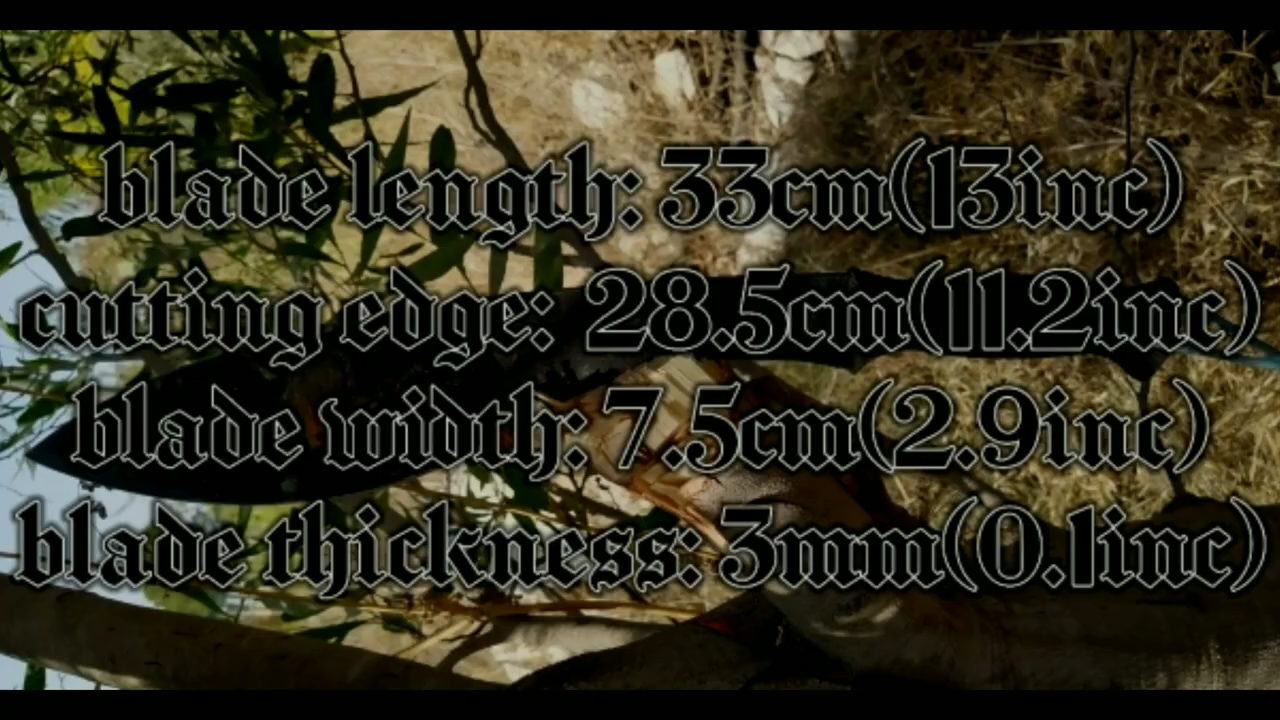 blade length: 33cm(13inc)
cutting edge: 28.5cm(11.2inc)
blade width: 7.5cm(2.9inc)
blade thickness: 3mm(0.1inc)